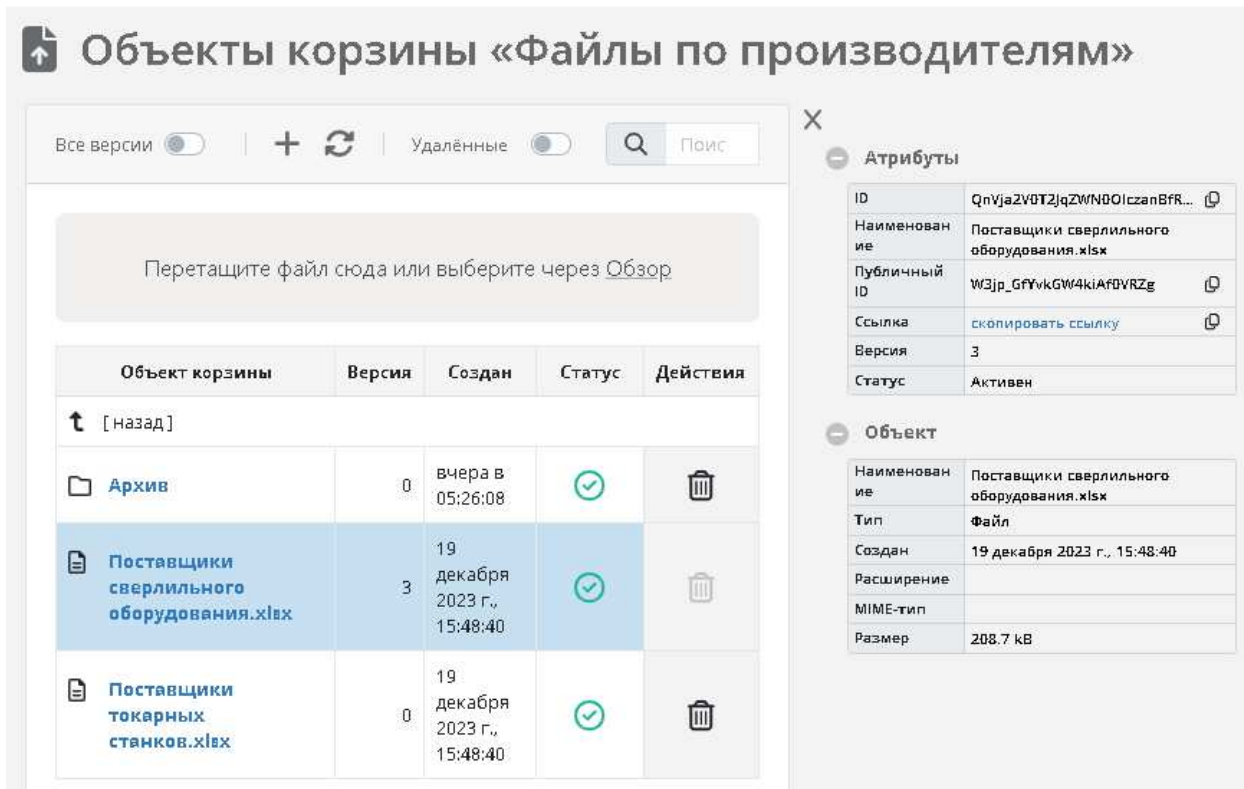 Объекты корзины «Файлы по производителям»
Все версии
Удалённые
Поис
Перетащите файл сюда или выберите через Обзор
Объект корзины Версия Создан Статус Действия
[назад]
Архив 0 вчера в
05:26:08
Поставщики
сверлильного
оборудования.xlsx
3
19
декабря
2023 г.,
15:48:40
Поставщики
токарных
станков.xlsx
0
19
декабря
2023 г.,
15:48:40
X
Атрибуты
ID
Наименован
ие
Поставщики сверлильного
оборудования.xlsx
Публичный
ID
Ссылка скопировать ссылку
Версия 3
Статус Активен
Объект
Наименован
ие
Поставщики сверлильного
оборудования.xlsx
Тип Файл
Создан 19 декабря 2023 г., 15:48:40
Расширение
MIME-тип
Размер 208.7 kB